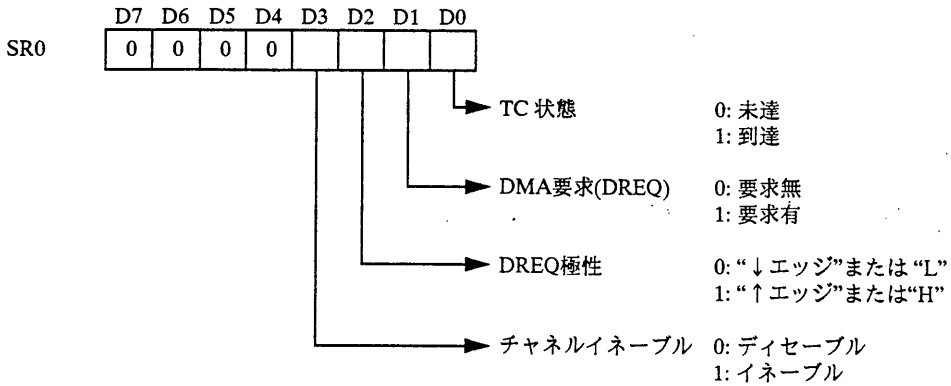 D7 D6 D5 D4 D3 D2 D1 D0
SR0 0 0 0 0
TC 状態 0: 未達
1: 到達
DMA要求(DREQ) 0: 要求無
1: 要求有
DREQ極性 0: “↓エッジ”または “L”
1: “↑エッジ”または“H”
チャネルイネーブル 0: ディセーブル
1: イネーブル